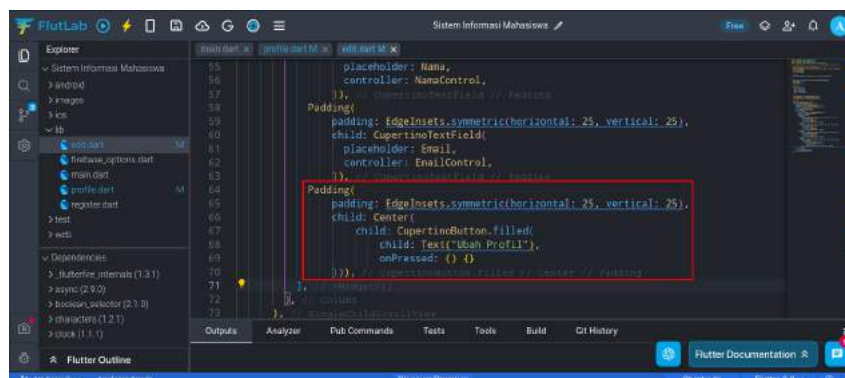 FlutLab
Sistem Informasi Mahasiswa
Free
Explorer
main.dart x
profile.dart M x
edit.dart M x
Sistem Informasi Mahasiswa
android
images
ios
lib
edit.dart M
firebase_options.dart
main.dart
profile.dart M
register.dart
test
web
Dependencies
_flutterfire_internals (1.3.1)
async (2.9.0)
boolean_selector (2.1.0)
characters (1.2.1)
clock (1.1.1)
Flutter Outline
55 placeholder: Nama,
56 controller: NamaControl,
57 )), // CupertinoTextField // Padding
58 Padding(
59 padding: EdgeInsets.symmetric(horizontal: 25, vertical: 25),
60 child: CupertinoTextField(
61 placeholder: Email,
62 controller: EnailControl,
63 )), // CupertinoTextField // Padding
64 Padding(
65 padding: EdgeInsets.symmetric(horizontal: 25, vertical: 25),
66 child: Center(
67 child: CupertinoButton.filled(
68 child: Text("Ubah Profil"),
69 onPressed: () {}
70 ))), // CupertinoButton.filled // Center // Padding
71 ], // <Widget>[]
72 ), // Column
73 ), // SingleChildScrollView
Outputs
Analyzer
Pub Commands
Tests
Tools
Build
Git History
Flutter Documentation